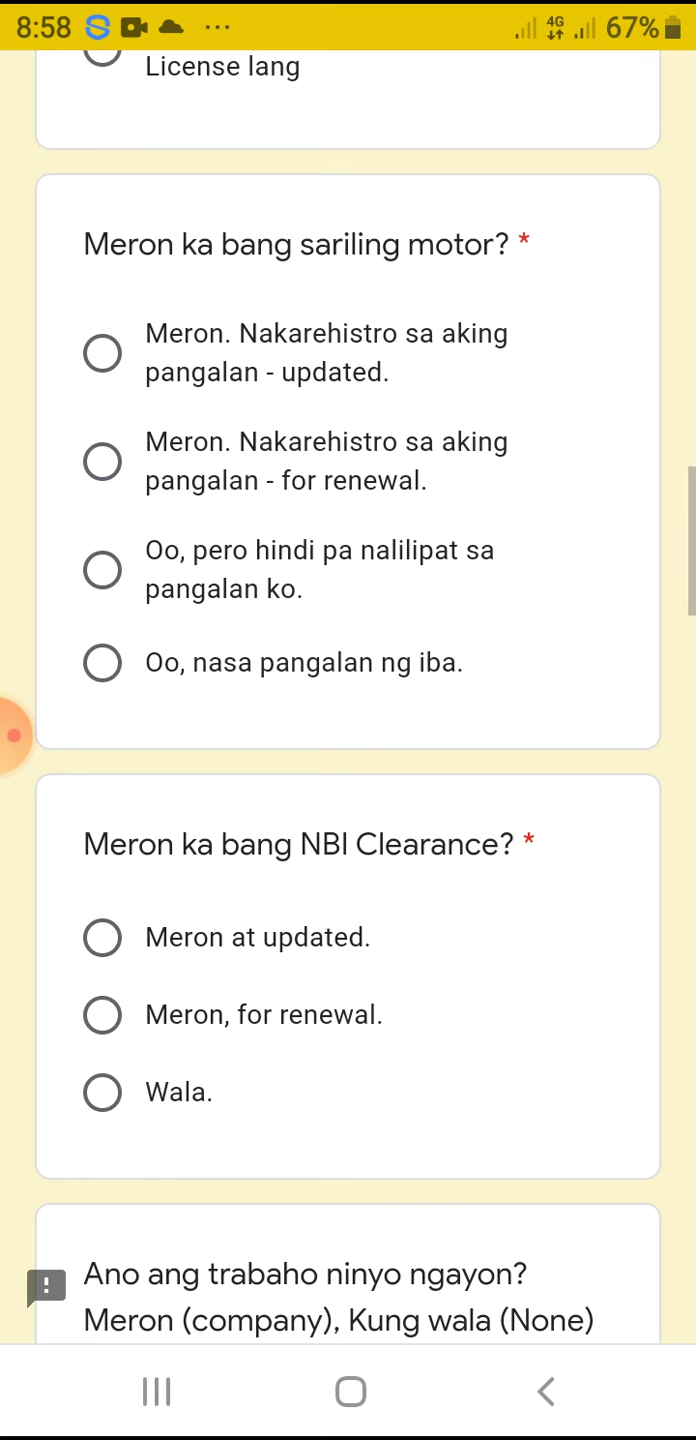 8:58
4G
67%
License lang
Meron ka bang sariling motor? *
Meron. Nakarehistro sa aking
pangalan - updated.
Meron. Nakarehistro sa aking
pangalan - for renewal.
Oo, pero hindi pa nalilipat sa
pangalan ko.
Oo, nasa pangalan ng iba.
Meron ka bang NBI Clearance? *
Meron at updated.
Meron, for renewal.
Wala.
Ano ang trabaho ninyo ngayon?
Meron (company), Kung wala (None)